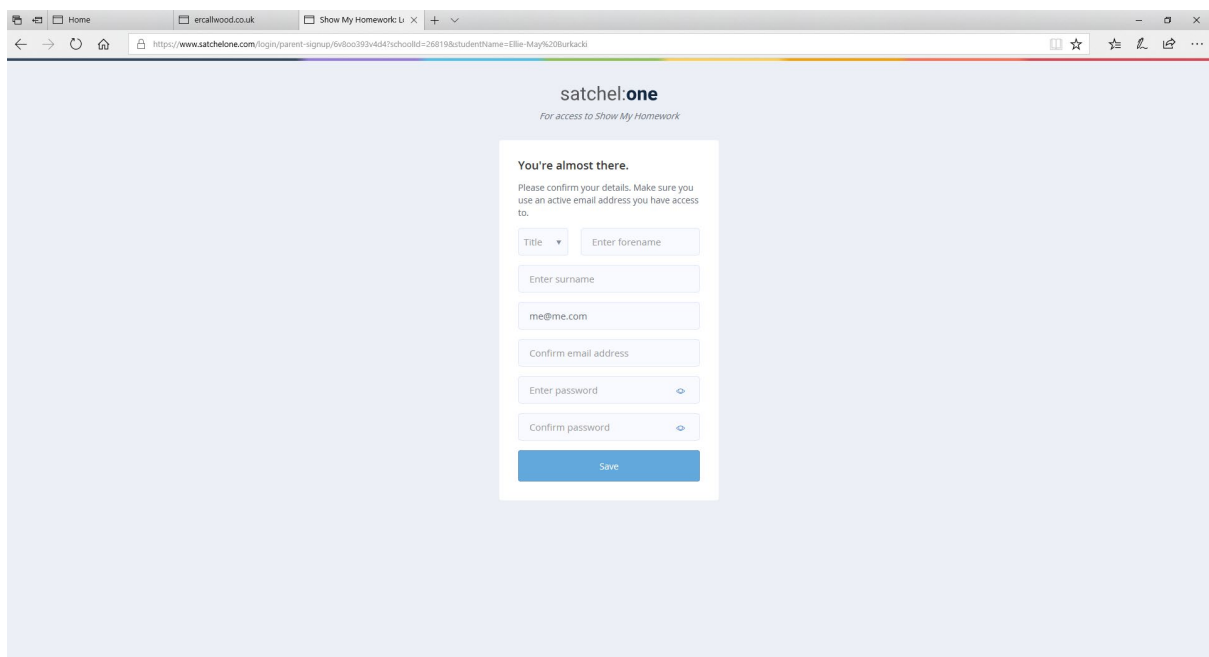 Home
ercallwood.co.uk
Show My Homework: Lo
https://www.satchelone.com/login/parent-signup/6v8oo393v4d4?schoolId=26819&studentName=Ellie-May%20Burkacki
satchel:one
For access to Show My Homework
You're almost there.
Please confirm your details. Make sure you
use an active email address you have access
to.
Title
Enter forename
Enter surname
me@me.com
Confirm email address
Enter password
Confirm password
Save